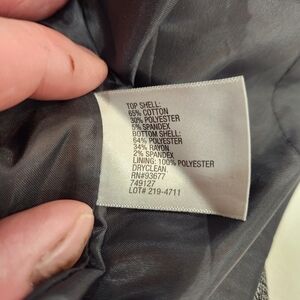 TOP SHELL:
65% COTTON
30% POLYESTER
5% SPANDEX
BOTTOM SHELL:
64% POLYESTER
34% RAYON
2% SPANDEX
LINING: 100% POLYESTER
DRYCLEAN.
RN#93677
749127
LOT# 219-4711